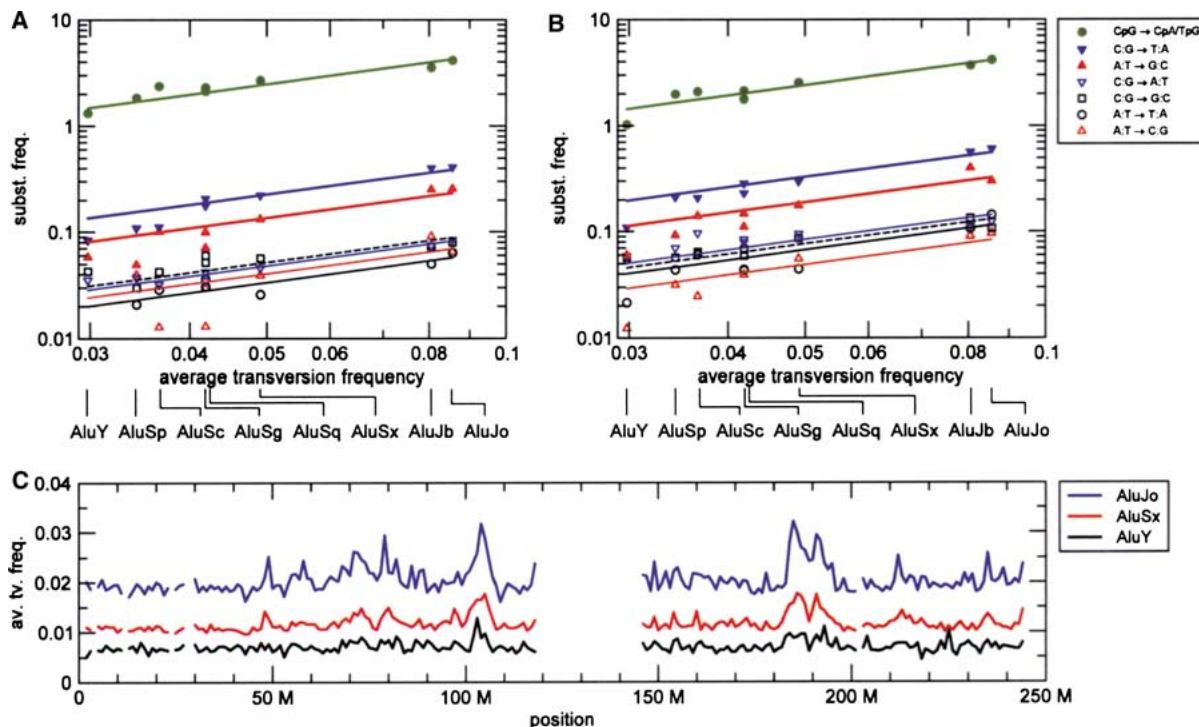 A
B
10
1
0.1
0.01
subst. freq.
0.03
0.04
0.06
0.08
0.1
average transversion frequency
AluY
AluSp
AluSc
AluSg
AluSq
AluSx
AluJb
AluJo
10
1
0.1
0.01
subst. freq.
0.03
0.04
0.06
0.08
0.1
average transversion frequency
AluY
AluSp
AluSc
AluSg
AluSq
AluSx
AluJb
AluJo
CpG → CpA/TpG
C:G → T:A
A:T → G:C
C:G → A:T
C:G → G:C
A:T → T:A
A:T → C:G
C
0.04
0.03
0.02
0.01
0
av. tv. freq.
0
50 M
100 M
150 M
200 M
250 M
position
AluJo
AluSx
AluY